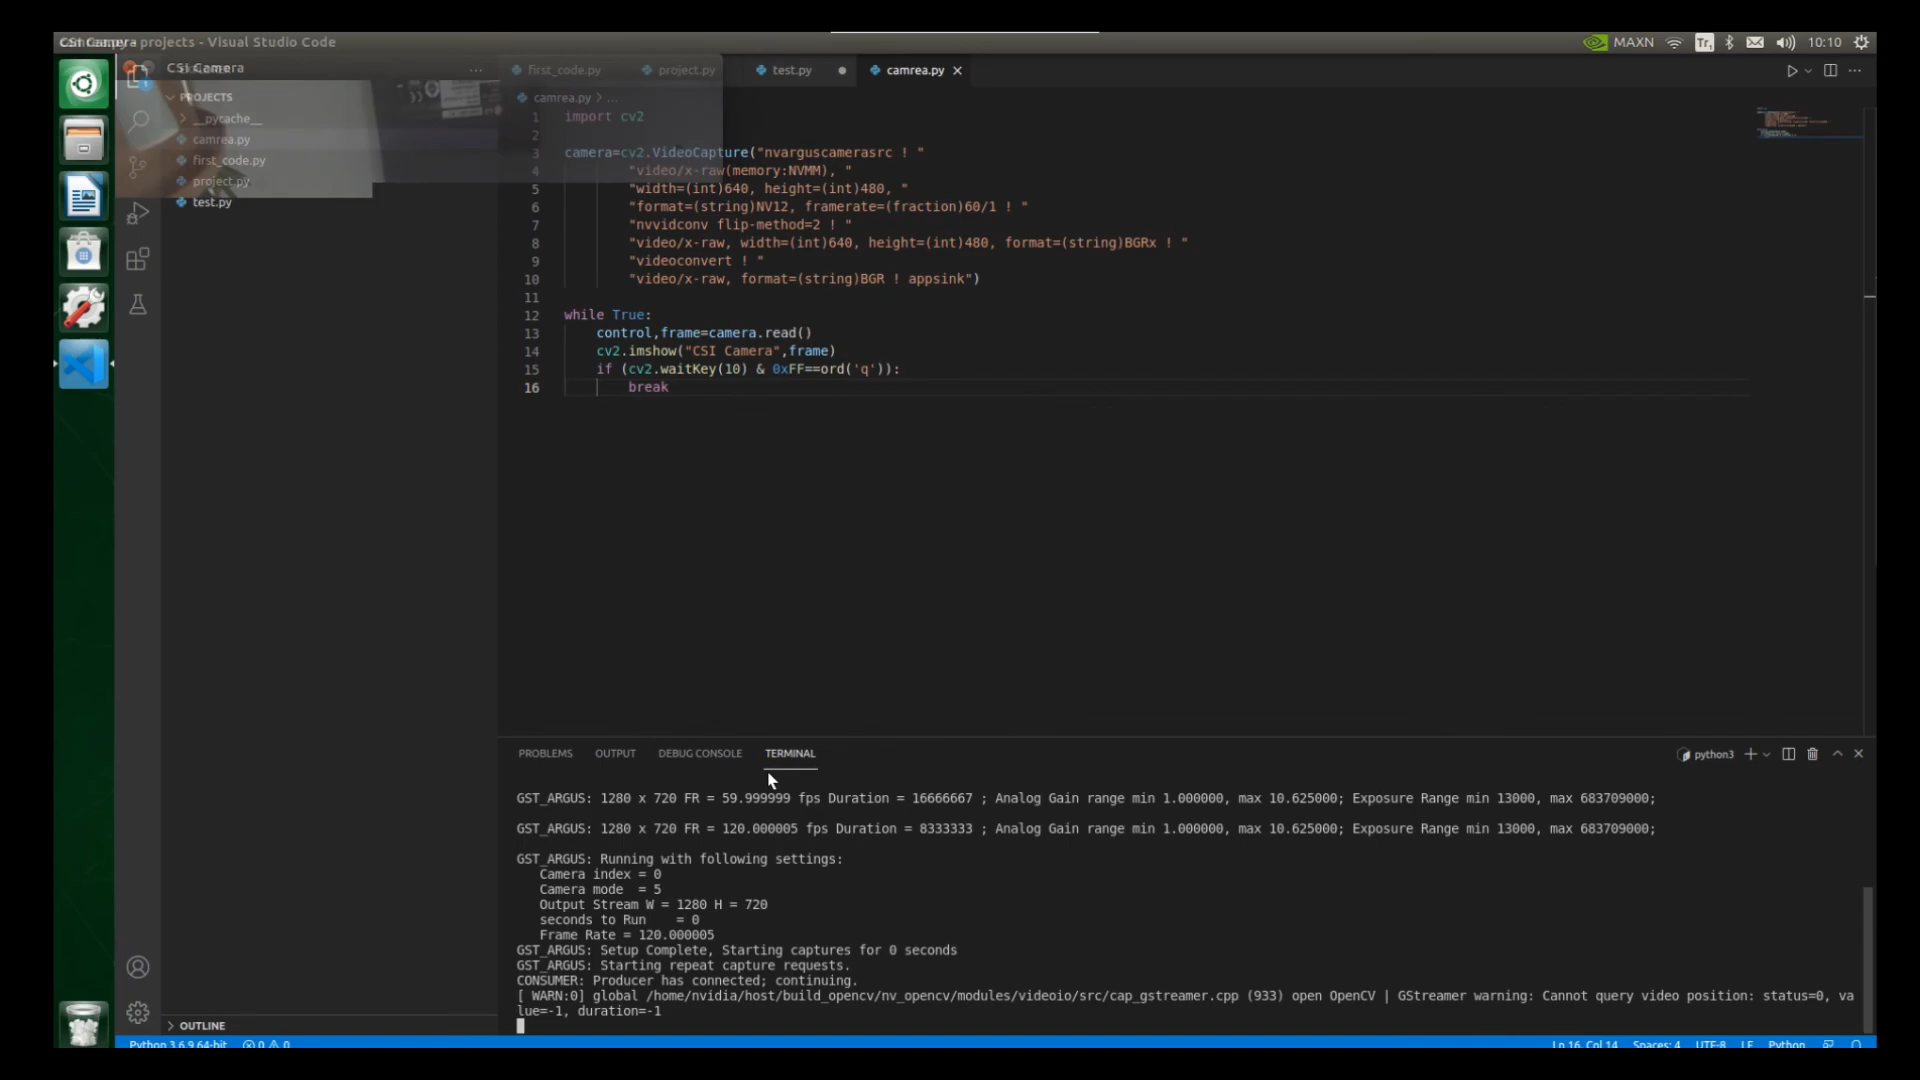 camrea.py - projects - Visual Studio Code
MAXN
Tr1
10:10
CSI Camera
...
first_code.py
project.py
test.py
camrea.py
PROJECTS
__pycache__
camrea.py
first_code.py
project.py
test.py
camrea.py > ...
1 import cv2
2
3 camera=cv2.VideoCapture("nvarguscamerasrc ! "
4 "video/x-raw(memory:NVMM), "
5 "width=(int)640, height=(int)480, "
6 "format=(string)NV12, framerate=(fraction)60/1 ! "
7 "nvvidconv flip-method=2 ! "
8 "video/x-raw, width=(int)640, height=(int)480, format=(string)BGRx ! "
9 "videoconvert ! "
10 "video/x-raw, format=(string)BGR ! appsink")
11
12 while True:
13 control,frame=camera.read()
14 cv2.imshow("CSI Camera",frame)
15 if (cv2.waitKey(10) & 0xFF==ord('q')):
16 break
PROBLEMS OUTPUT DEBUG CONSOLE TERMINAL
python3
GST_ARGUS: 1280 x 720 FR = 59.999999 fps Duration = 16666667 ; Analog Gain range min 1.000000, max 10.625000; Exposure Range min 13000, max 683709000;
GST_ARGUS: 1280 x 720 FR = 120.000005 fps Duration = 8333333 ; Analog Gain range min 1.000000, max 10.625000; Exposure Range min 13000, max 683709000;
GST_ARGUS: Running with following settings:
Camera index = 0
Camera mode = 5
Output Stream W = 1280 H = 720
seconds to Run = 0
Frame Rate = 120.000005
GST_ARGUS: Setup Complete, Starting captures for 0 seconds
GST_ARGUS: Starting repeat capture requests.
CONSUMER: Producer has connected; continuing.
[ WARN:0] global /home/nvidia/host/build_opencv/nv_opencv/modules/videoio/src/cap_gstreamer.cpp (933) open OpenCV | GStreamer warning: Cannot query video position: status=0, va
lue=-1, duration=-1
OUTLINE
Python 3.6.9 64-bit 0 0
Ln 16, Col 14 Spaces: 4 UTF-8 LF Python